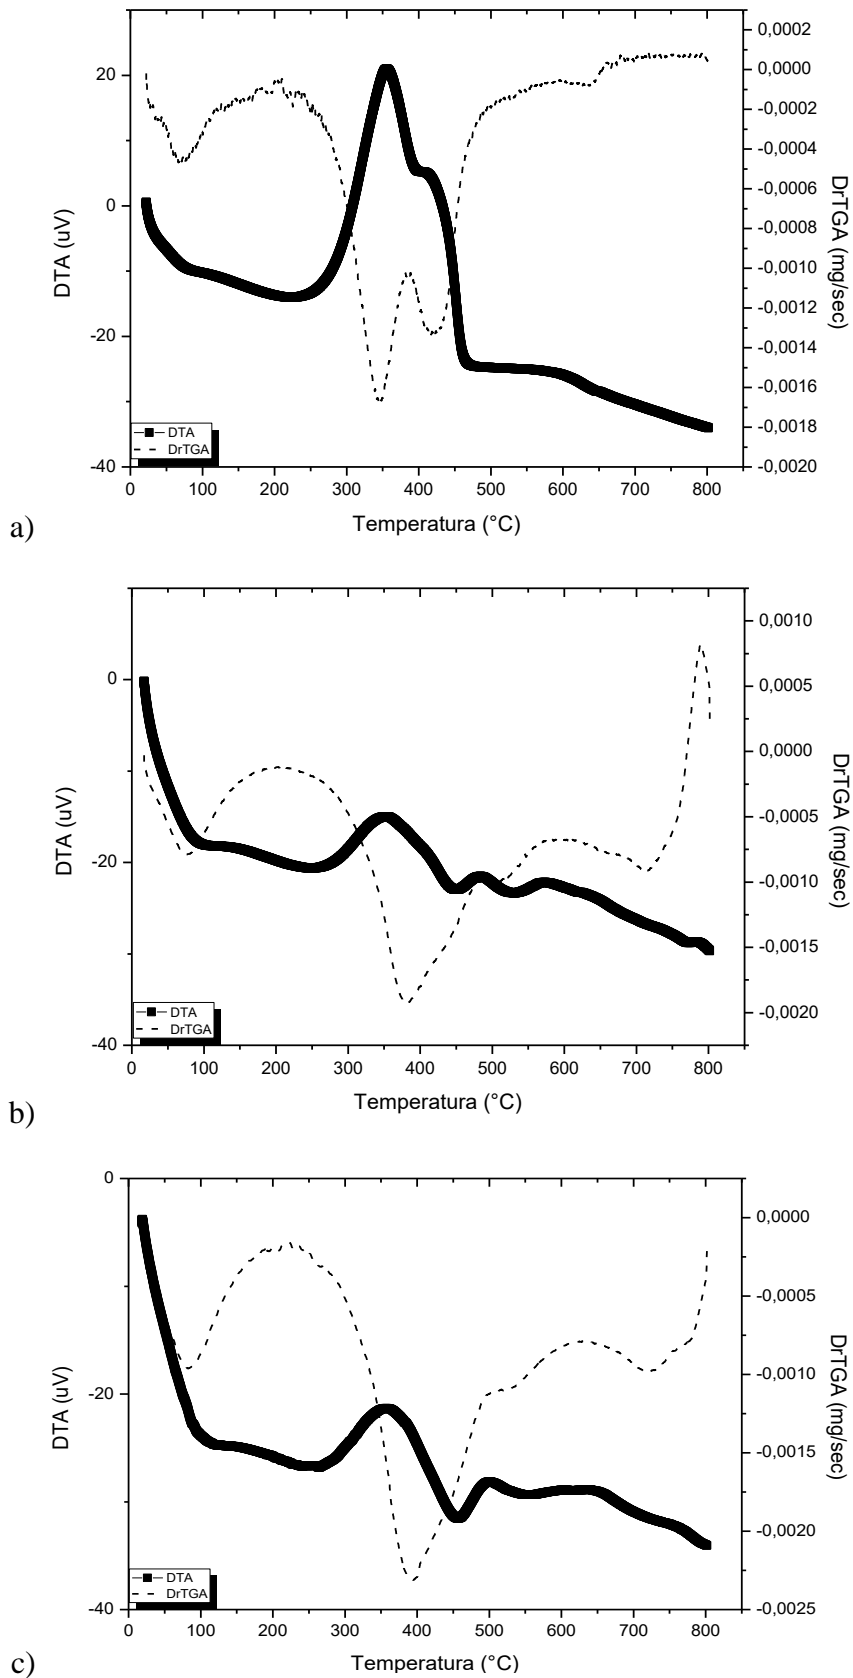 20
0
-20
-40
DTA (uV)
0,0002
0,0000
-0,0002
-0,0004
-0,0006
-0,0008
-0,0010
-0,0012
-0,0014
-0,0016
-0,0018
-0,0020
DrTGA (mg/sec)
DTA
DrTGA
0 100 200 300 400 500 600 700 800
Temperatura (°C)
a)
0
-20
-40
DTA (uV)
0,0010
0,0005
0,0000
-0,0005
-0,0010
-0,0015
-0,0020
DrTGA (mg/sec)
DTA
DrTGA
0 100 200 300 400 500 600 700 800
Temperatura (°C)
b)
0
-20
-40
DTA (uV)
0,0000
-0,0005
-0,0010
-0,0015
-0,0020
-0,0025
DrTGA (mg/sec)
DTA
DrTGA
0 100 200 300 400 500 600 700 800
Temperatura (°C)
c)